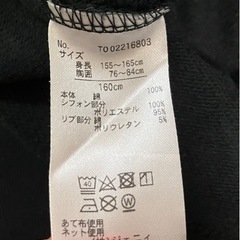 No. T002216803
サイズ
身長 155~165cm
胸囲 76~84cm
160cm
本体 綿 100%
シフォン部分
ポリエステル 100%
リブ部分 綿 95%
ポリウレタン 5%
40
W
あて布使用
ネット使用